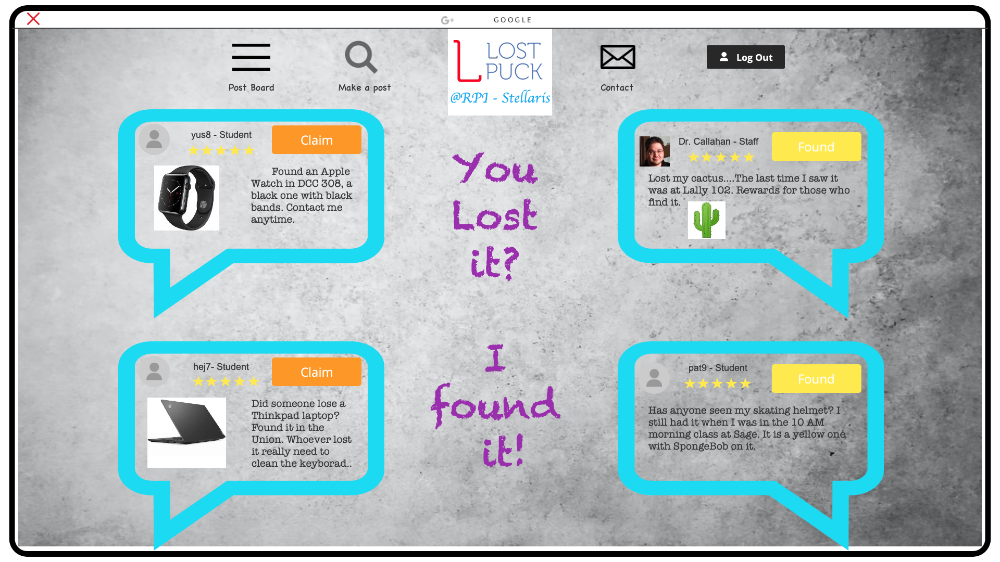 G+ GOOGLE
LOST
PUCK
@RPI - Stellaris
Post Board
Make a post
Contact
Log Out
yus8 - Student
Claim
Found an Apple
Watch in DCC 308, a
black one with black
bands. Contact me
anytime.
You
Lost
it?
Dr. Callahan - Staff
Found
Lost my cactus....The last time I saw it
was at Lally 102. Rewards for those who
find it.
hej7- Student
Claim
Did someone lose a
Thinkpad laptop?
Found it in the
Union. Whoever lost
it really need to
clean the keyborad..
I
found
it!
pat9 - Student
Found
Has anyone seen my skating helmet? I
still had it when I was in the 10 AM
morning class at Sage. It is a yellow one
with SpongeBob on it.